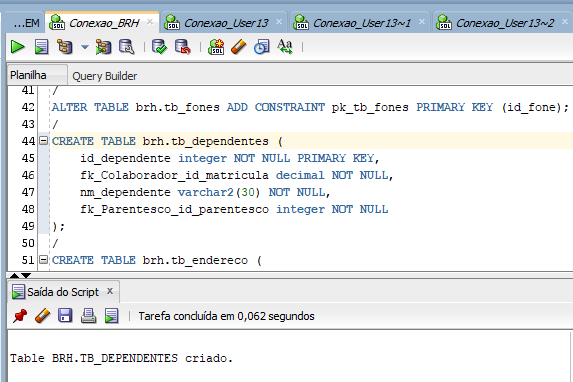 ...EM Conexao_BRH Conexao_User13 Conexao_User13~1 Conexao_User13~2
Planilha Query Builder
41 /
42 ALTER TABLE brh.tb_fones ADD CONSTRAINT pk_tb_fones PRIMARY KEY (id_fone);
43 /
44 CREATE TABLE brh.tb_dependentes (
45 id_dependente integer NOT NULL PRIMARY KEY,
46 fk_Colaborador_id_matricula decimal NOT NULL,
47 nm_dependente varchar2(30) NOT NULL,
48 fk_Parentesco_id_parentesco integer NOT NULL
49 );
50 /
51 CREATE TABLE brh.tb_endereco (
Saída do Script x
Tarefa concluída em 0,062 segundos
Table BRH.TB_DEPENDENTES criado.